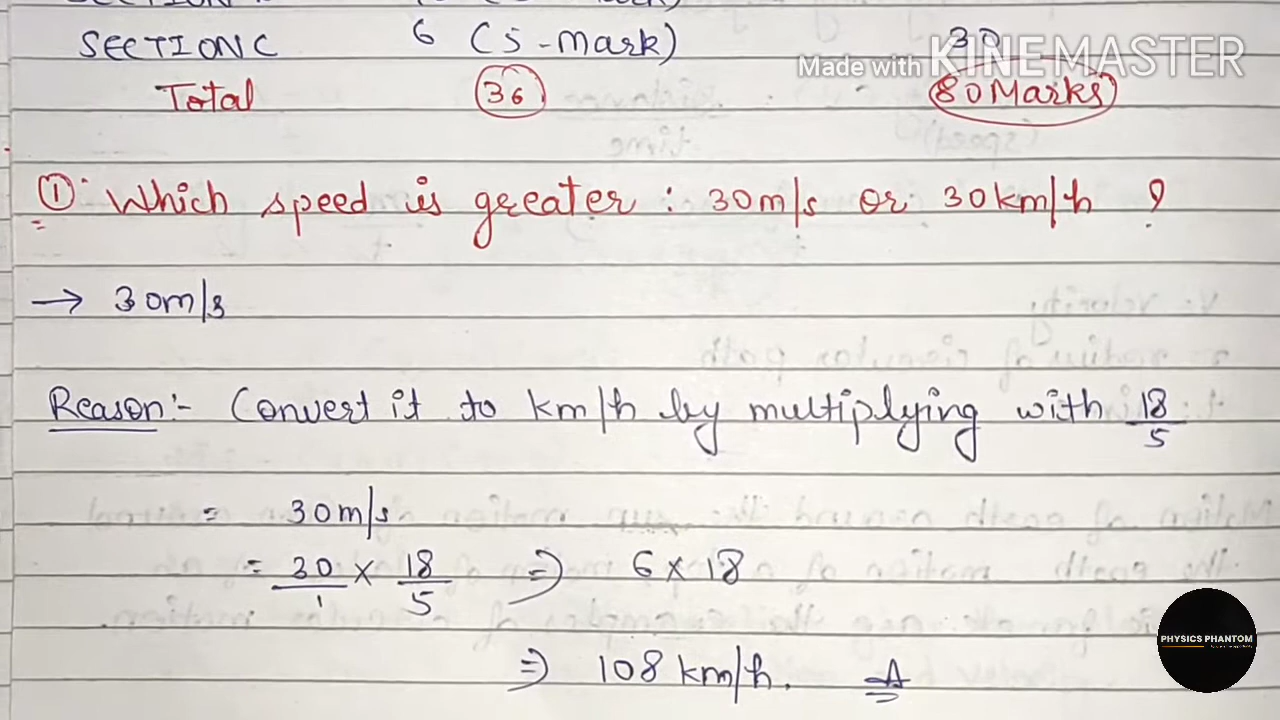 SECTION C 6 (5-Mark) 30
Made with KINEMASTER
Total 36 80 Marks
① Which speed is greater : 30m/s or 30km/h ?
→ 30m/s
Reason:- Convert it to km/h by multiplying with 18/5
= 30m/s
= 30/1 × 18/5 ⇒ 6 × 18
⇒ 108 km/h. A
PHYSICS PHANTOM